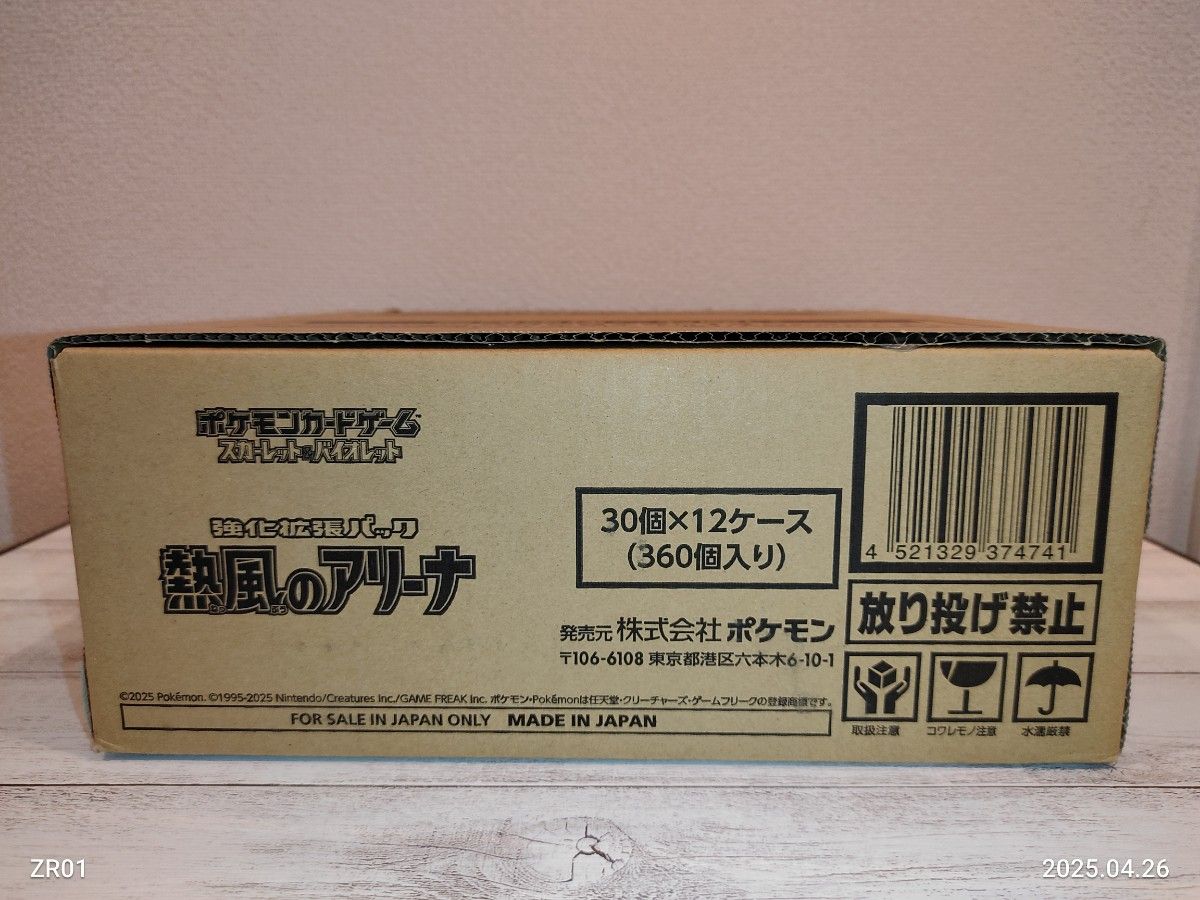 ポケモンカードゲーム
スカーレット&バイオレット
強化拡張パック
熱風のアリーナ
ねっ ぷう
30個×12ケース
(360個入り)
発売元 株式会社 ポケモン
〒106-6108 東京都港区六本木6-10-1
©2025 Pokémon. ©1995-2025 Nintendo/Creatures Inc./GAME FREAK Inc. ポケモン・Pokémonは任天堂・クリーチャーズ・ゲームフリークの登録商標です。
FOR SALE IN JAPAN ONLY MADE IN JAPAN
4 521329 374741
放り投げ禁止
取扱注意 コワレモノ注意 水濡厳禁
ZR01
2025.04.26